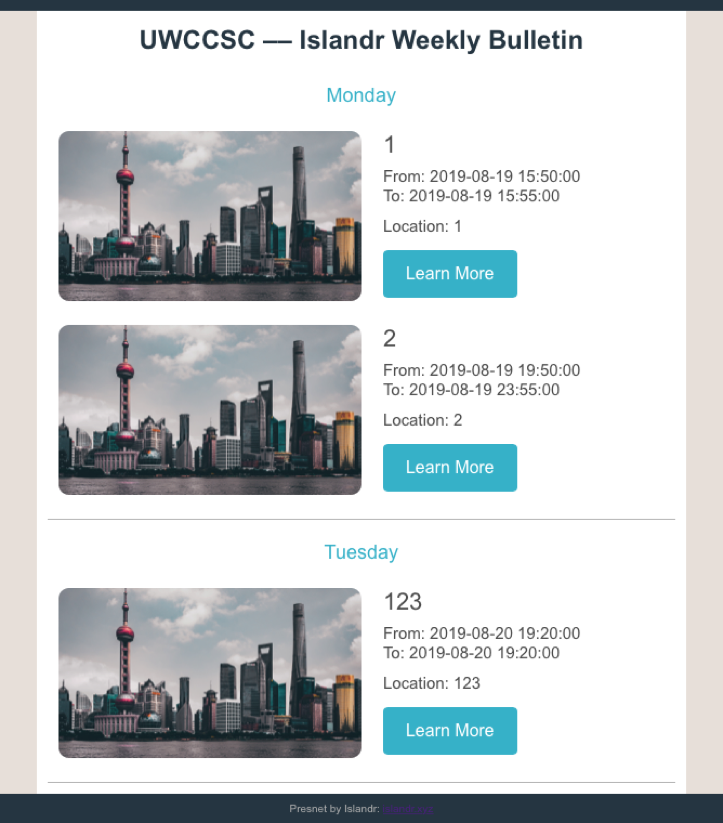 UWCCSC — Islandr Weekly Bulletin
Monday
1
From: 2019-08-19 15:50:00
To: 2019-08-19 15:55:00
Location: 1
Learn More
2
From: 2019-08-19 19:50:00
To: 2019-08-19 23:55:00
Location: 2
Learn More
Tuesday
123
From: 2019-08-20 19:20:00
To: 2019-08-20 19:20:00
Location: 123
Learn More
Presnet by Islandr: